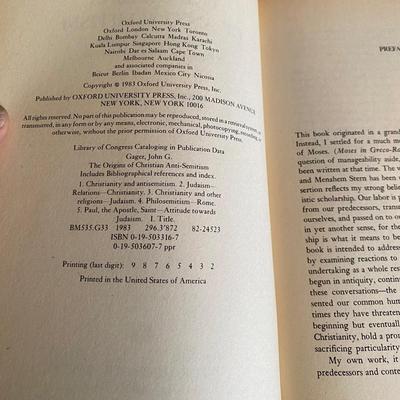 Oxford University Press
Oxford London New York Toronto
Delhi Bombay Calcutta Madras Karachi
Kuala Lumpur Singapore Hong Kong Tokyo
Nairobi Dar es Salaam Cape Town
Melbourne Auckland
and associated companies in
Beirut Berlin Ibadan Mexico City Nicosia
Copyright © 1983 Oxford University Press, Inc.
Published by OXFORD UNIVERSITY PRESS, Inc., 200 MADISON AVENUE
NEW YORK, NEW YORK 10016
All rights reserved. No part of this publication may be reproduced, stored in a retrieval system, or
transmitted, in any form or by any means, electronic, mechanical, photocopying, recording, or
otherwise, without the prior permission of Oxford University Press.
Library of Congress Cataloging in Publication Data
Gager, John G.
The Origins of Christian Anti-Semitism
Includes Bibliographical references and index.
1. Christianity and antisemitism. 2. Judaism—
Relations—Christianity. 3. Christianity and other
religions—Judaism. 4. Philosemitism—Rome.
5. Paul, the Apostle, Saint—Attitude towards
Judaism. I. Title.
BM535.G33 1983 296.3'872 82-24523
ISBN 0-19-503316-7
0-19-503607-7 ppr
Printing (last digit): 9 8 7 6 5 4 3 2
Printed in the United States of America
This book originated in a grand
Instead, I settled for a much mo
of Moses. (Moses in Greco-Ro
question of manageability aside,
been written at that time. The w
and Menahem Stern has been
sertion reflects my strong belie
istic scholarship. Our labor is
from our predecessors, trans
ourselves, and passed on to o
in yet another sense, for the
ship is what it means to be
book is intended to address
by examining reactions to
undertaking as a whole res
begun in antiquity, contin
these conversations—the
sented our common hum
times they have threaten
beginning but eventually
Christianity, hold a prom
sacrificing particularity
My own work, it
predecessors and conte